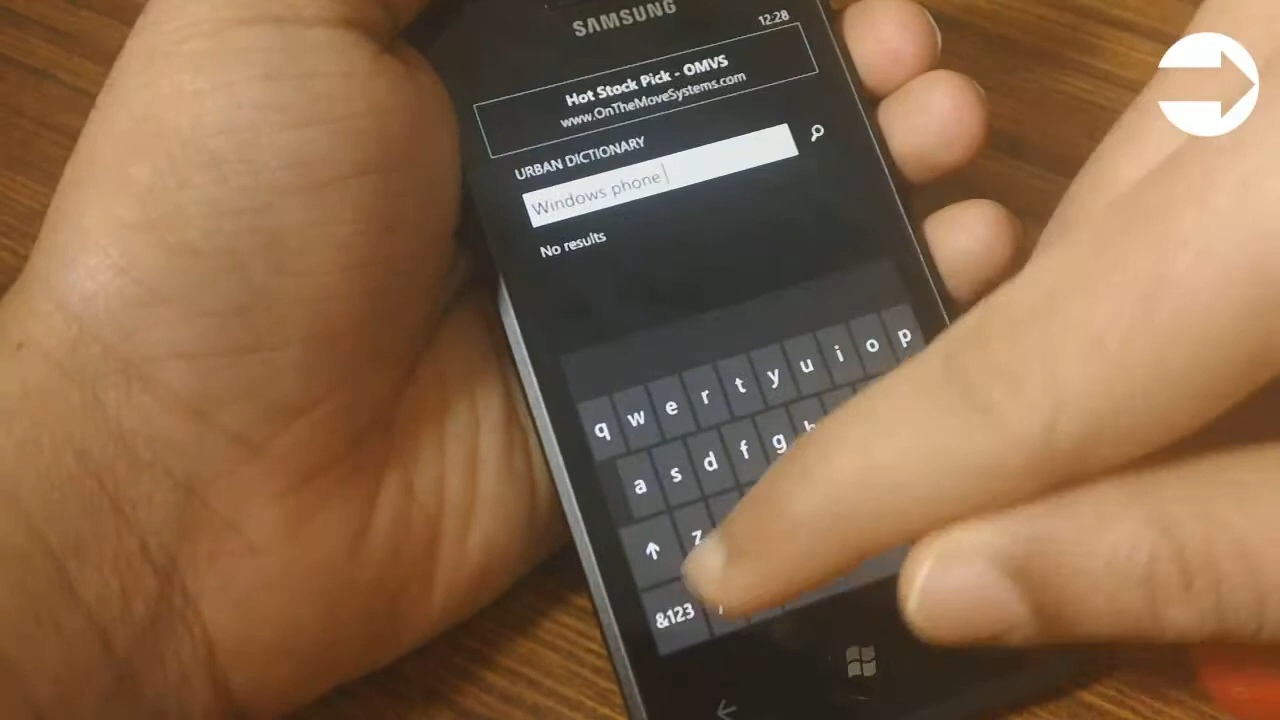 SAMSUNG
12:28
Hot Stock Pick - OMVS
www.OnTheMoveSystems.com
URBAN DICTIONARY
Windows phone
No results
q w e r t y u i o p
a s d f g
z
&123